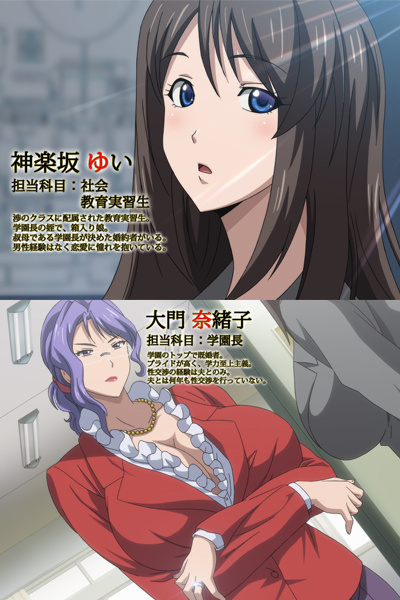 神楽坂 ゆい
担当科目：社会
教育実習生
渉のクラスに配属された教育実習生。
学園長の姪で、箱入り娘。
叔母である学園長が決めた婚約者がいる。
男性経験はなく恋愛に憧れを抱いている。
大門 奈緒子
担当科目：学園長
学園のトップで既婚者。
プライドが高く、学力至上主義。
性交渉の経験は夫とのみ。
夫とは何年も性交渉を行っていない。